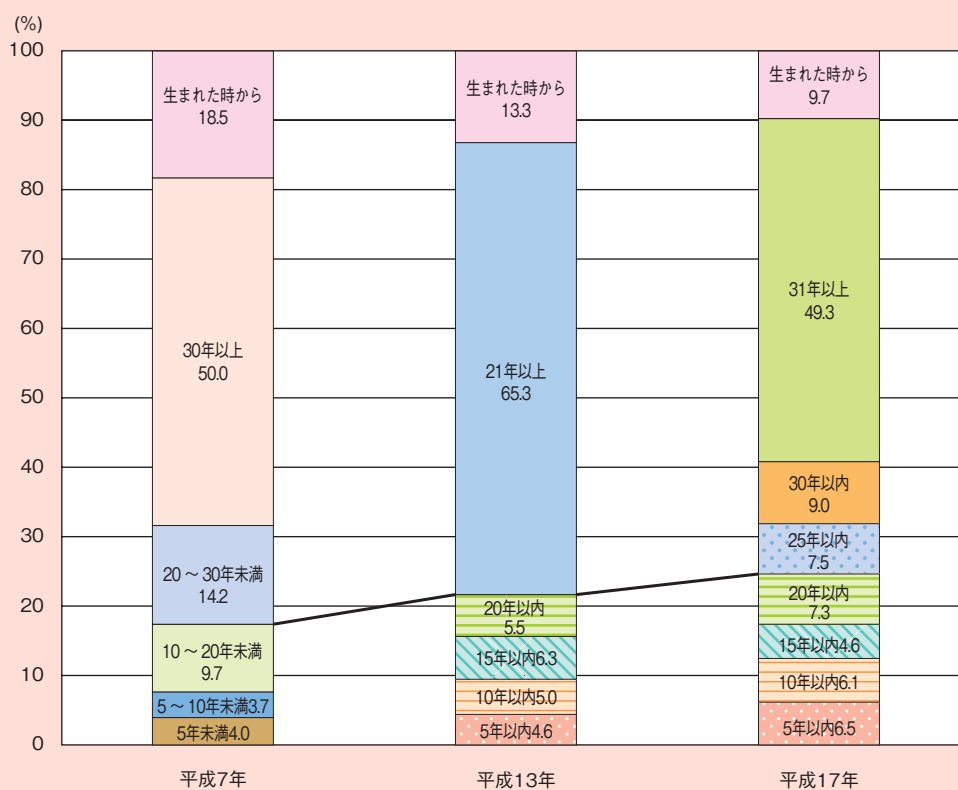 (%)
100
90
80
70
60
50
40
30
20
10
0
生まれた時から
18.5
30年以上
50.0
20～30年未満
14.2
10～20年未満
9.7
5～10年未満3.7
5年未満4.0
平成7年
生まれた時から
13.3
21年以上
65.3
20年以内
5.5
15年以内6.3
10年以内5.0
5年以内4.6
平成13年
生まれた時から
9.7
31年以上
49.3
30年以内
9.0
25年以内
7.5
20年以内
7.3
15年以内4.6
10年以内6.1
5年以内6.5
平成17年